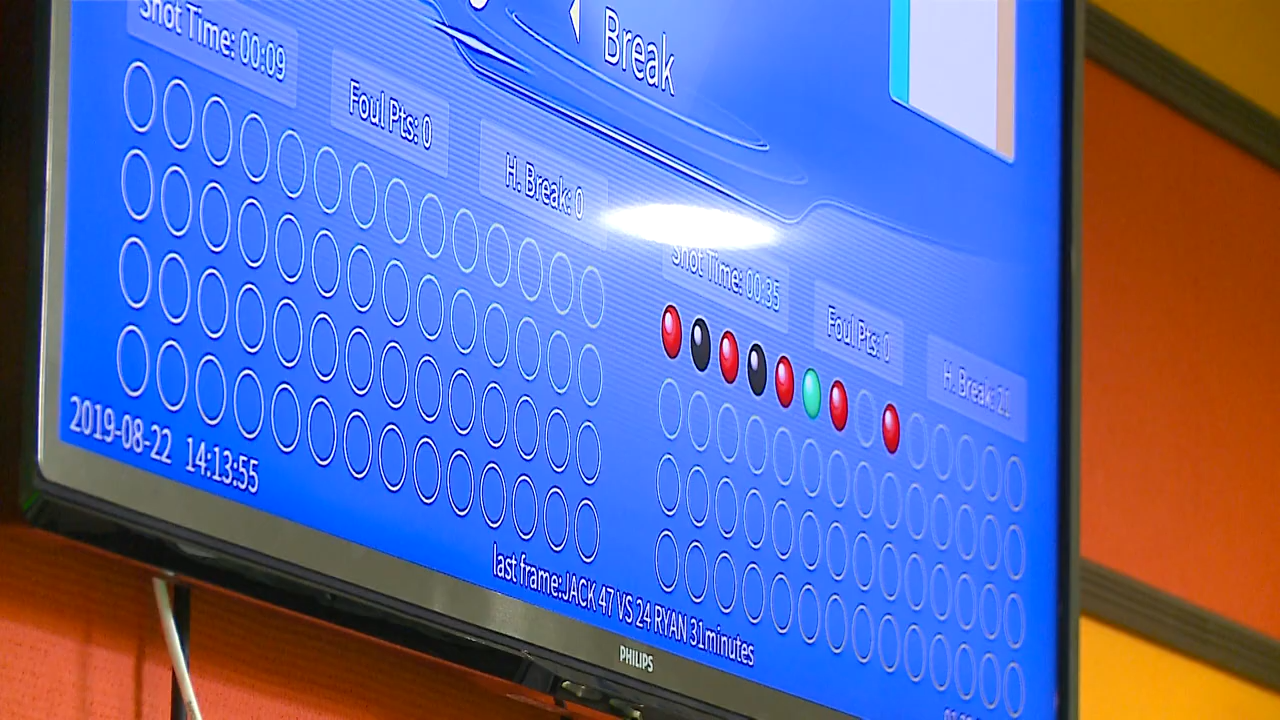 Break
Shot Time: 00:09
Foul Pts: 0
H. Break: 0
Shot Time: 00:35
Foul Pts: 0
H. Break: 21
2019-08-22 14:13:55
last frame:JACK 47 VS 24 RYAN 31minutes
PHILIPS